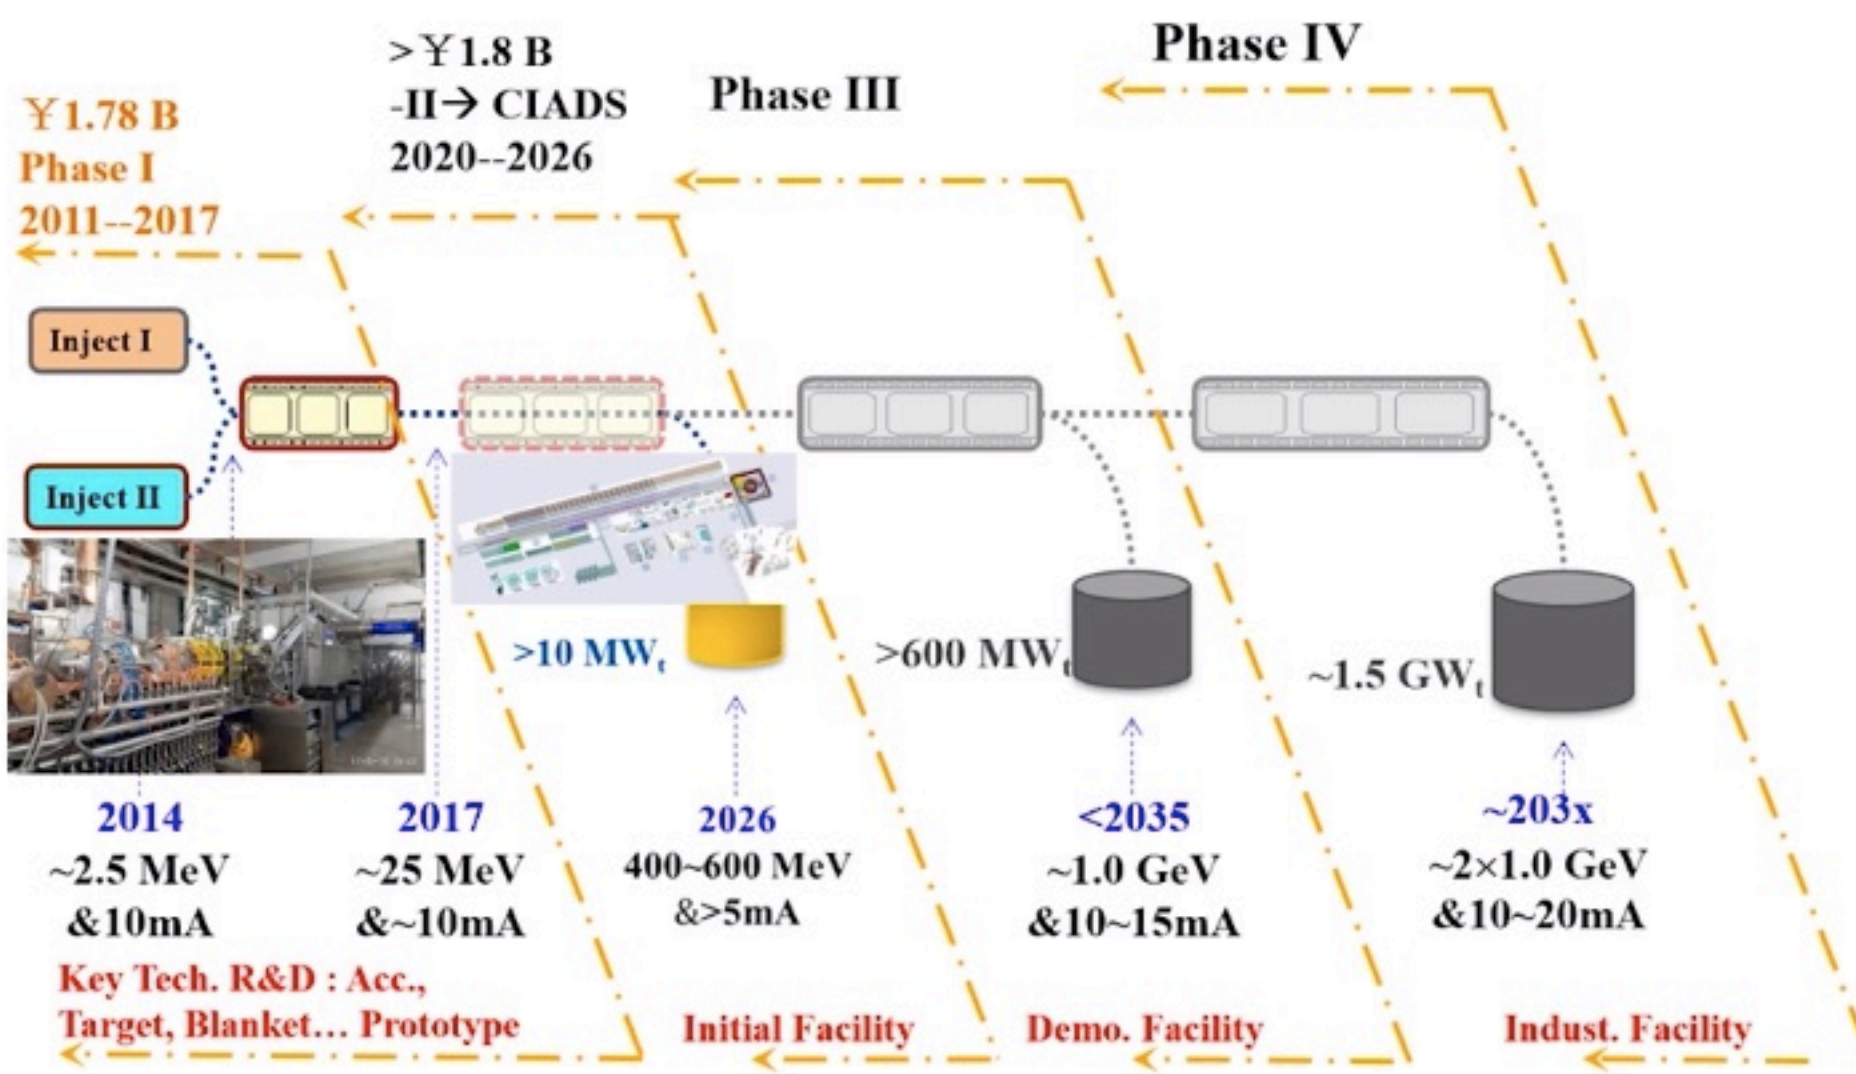 ￥1.78 B
Phase I
2011--2017
>￥1.8 B
-II→ CIADS
2020--2026
Phase III
Phase IV
Inject I
Inject II
>10 MWt
>600 MWt
~1.5 GWt
2014
~2.5 MeV
&10mA
2017
~25 MeV
&~10mA
2026
400~600 MeV
&>5mA
<2035
~1.0 GeV
&10~15mA
~203x
~2×1.0 GeV
&10~20mA
Key Tech. R&D : Acc.,
Target, Blanket… Prototype
Initial Facility
Demo. Facility
Indust. Facility